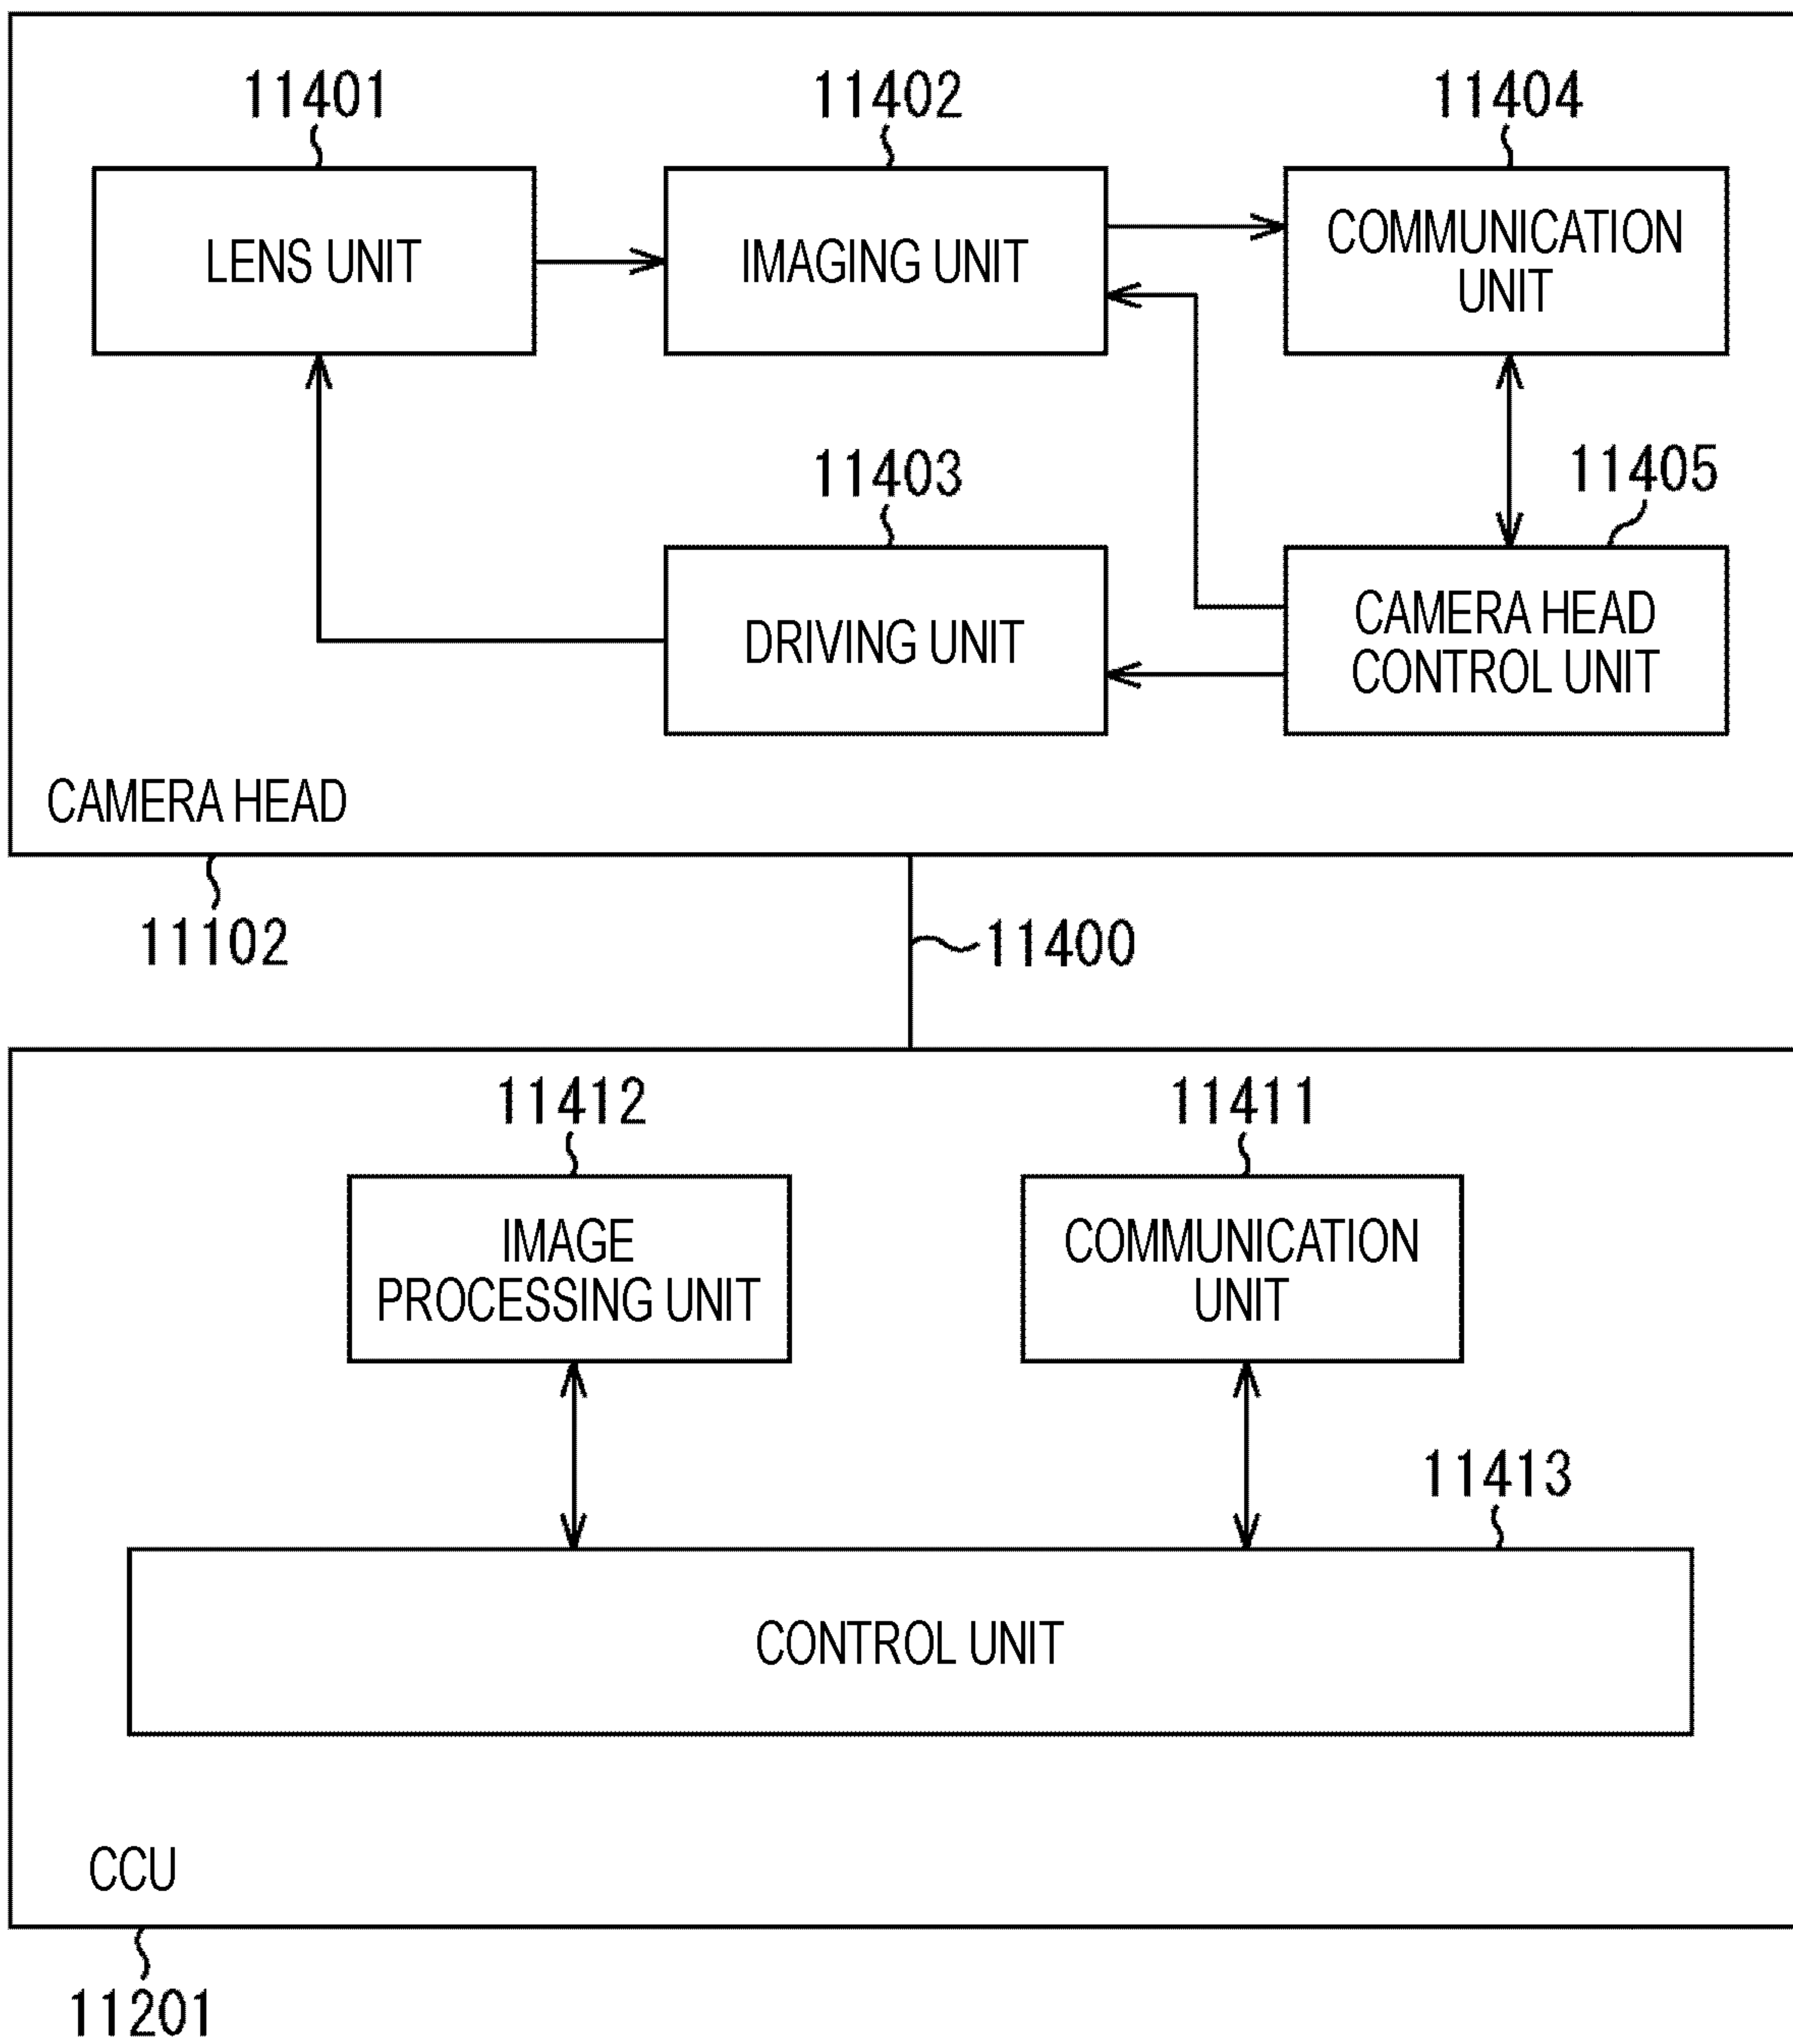 11401
11402
11404
LENS UNIT
IMAGING UNIT
COMMUNICATION
UNIT
11403
11405
DRIVING UNIT
CAMERA HEAD
CONTROL UNIT
CAMERA HEAD
11102
11400
11412
11411
IMAGE
PROCESSING UNIT
COMMUNICATION
UNIT
11413
CONTROL UNIT
CCU
11201